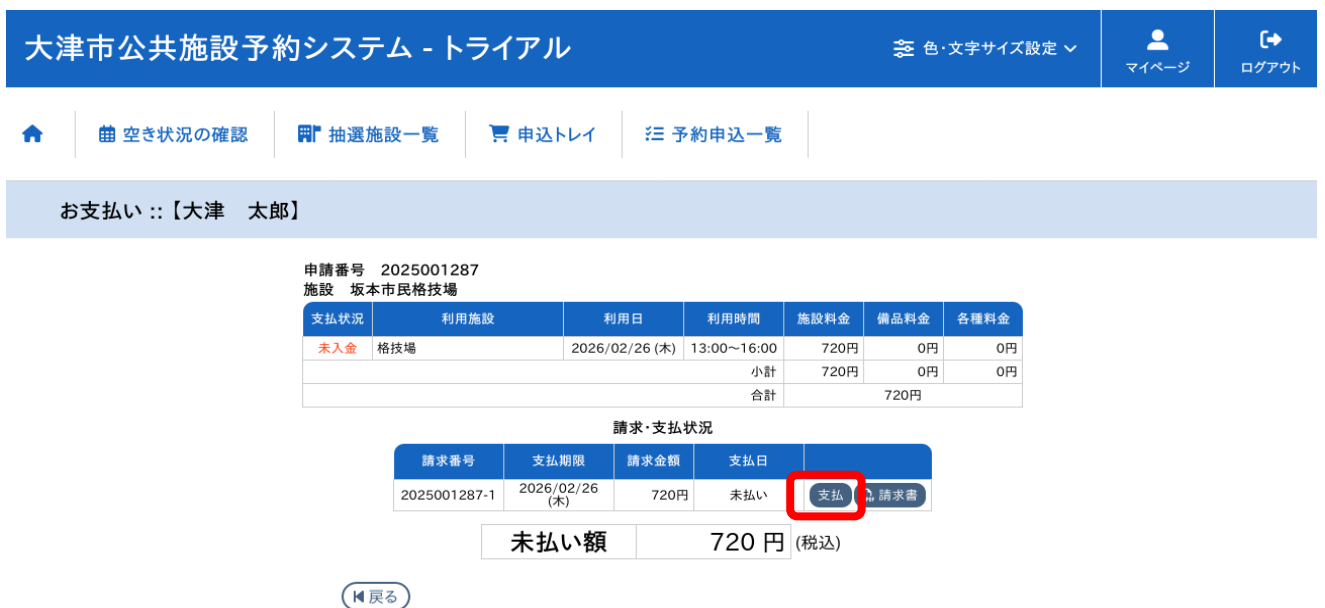 大津市公共施設予約システム - トライアル
色･文字サイズ設定
マイページ
ログアウト
空き状況の確認
抽選施設一覧
申込トレイ
予約申込一覧
お支払い ::【大津　太郎】
申請番号　2025001287
施設　坂本市民格技場
支払状況 利用施設 利用日 利用時間 施設料金 備品料金 各種料金
未入金 格技場 2026/02/26 (木) 13:00～16:00 720円 0円 0円
小計 720円 0円 0円
合計 720円
請求･支払状況
請求番号 支払期限 請求金額 支払日
2025001287-1 2026/02/26 (木) 720円 未払い 支払 請求書
未払い額 720 円 (税込)
戻る